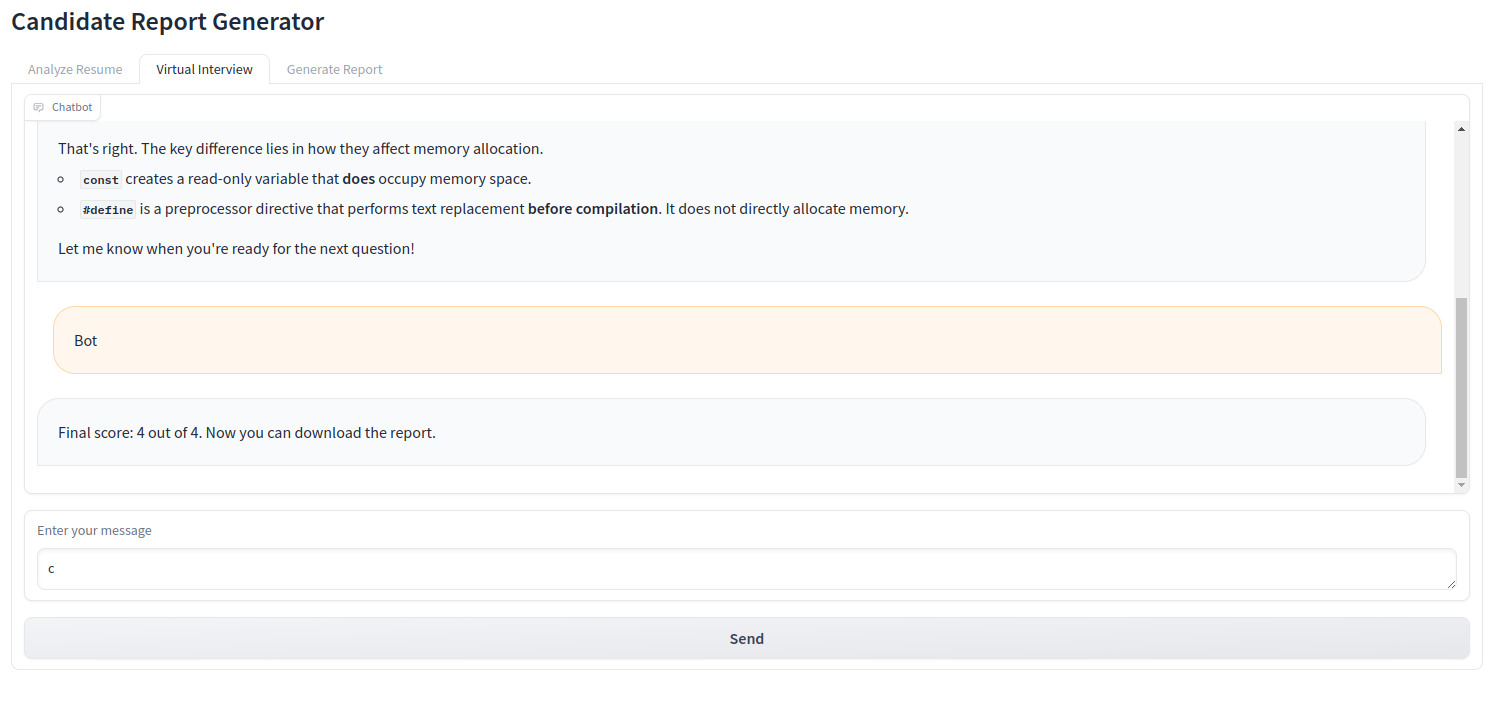 Candidate Report Generator
Analyze Resume
Virtual Interview
Generate Report
Chatbot
That's right. The key difference lies in how they affect memory allocation.
const creates a read-only variable that does occupy memory space.
#define is a preprocessor directive that performs text replacement before compilation. It does not directly allocate memory.
Let me know when you're ready for the next question!
Bot
Final score: 4 out of 4. Now you can download the report.
Enter your message
c
Send